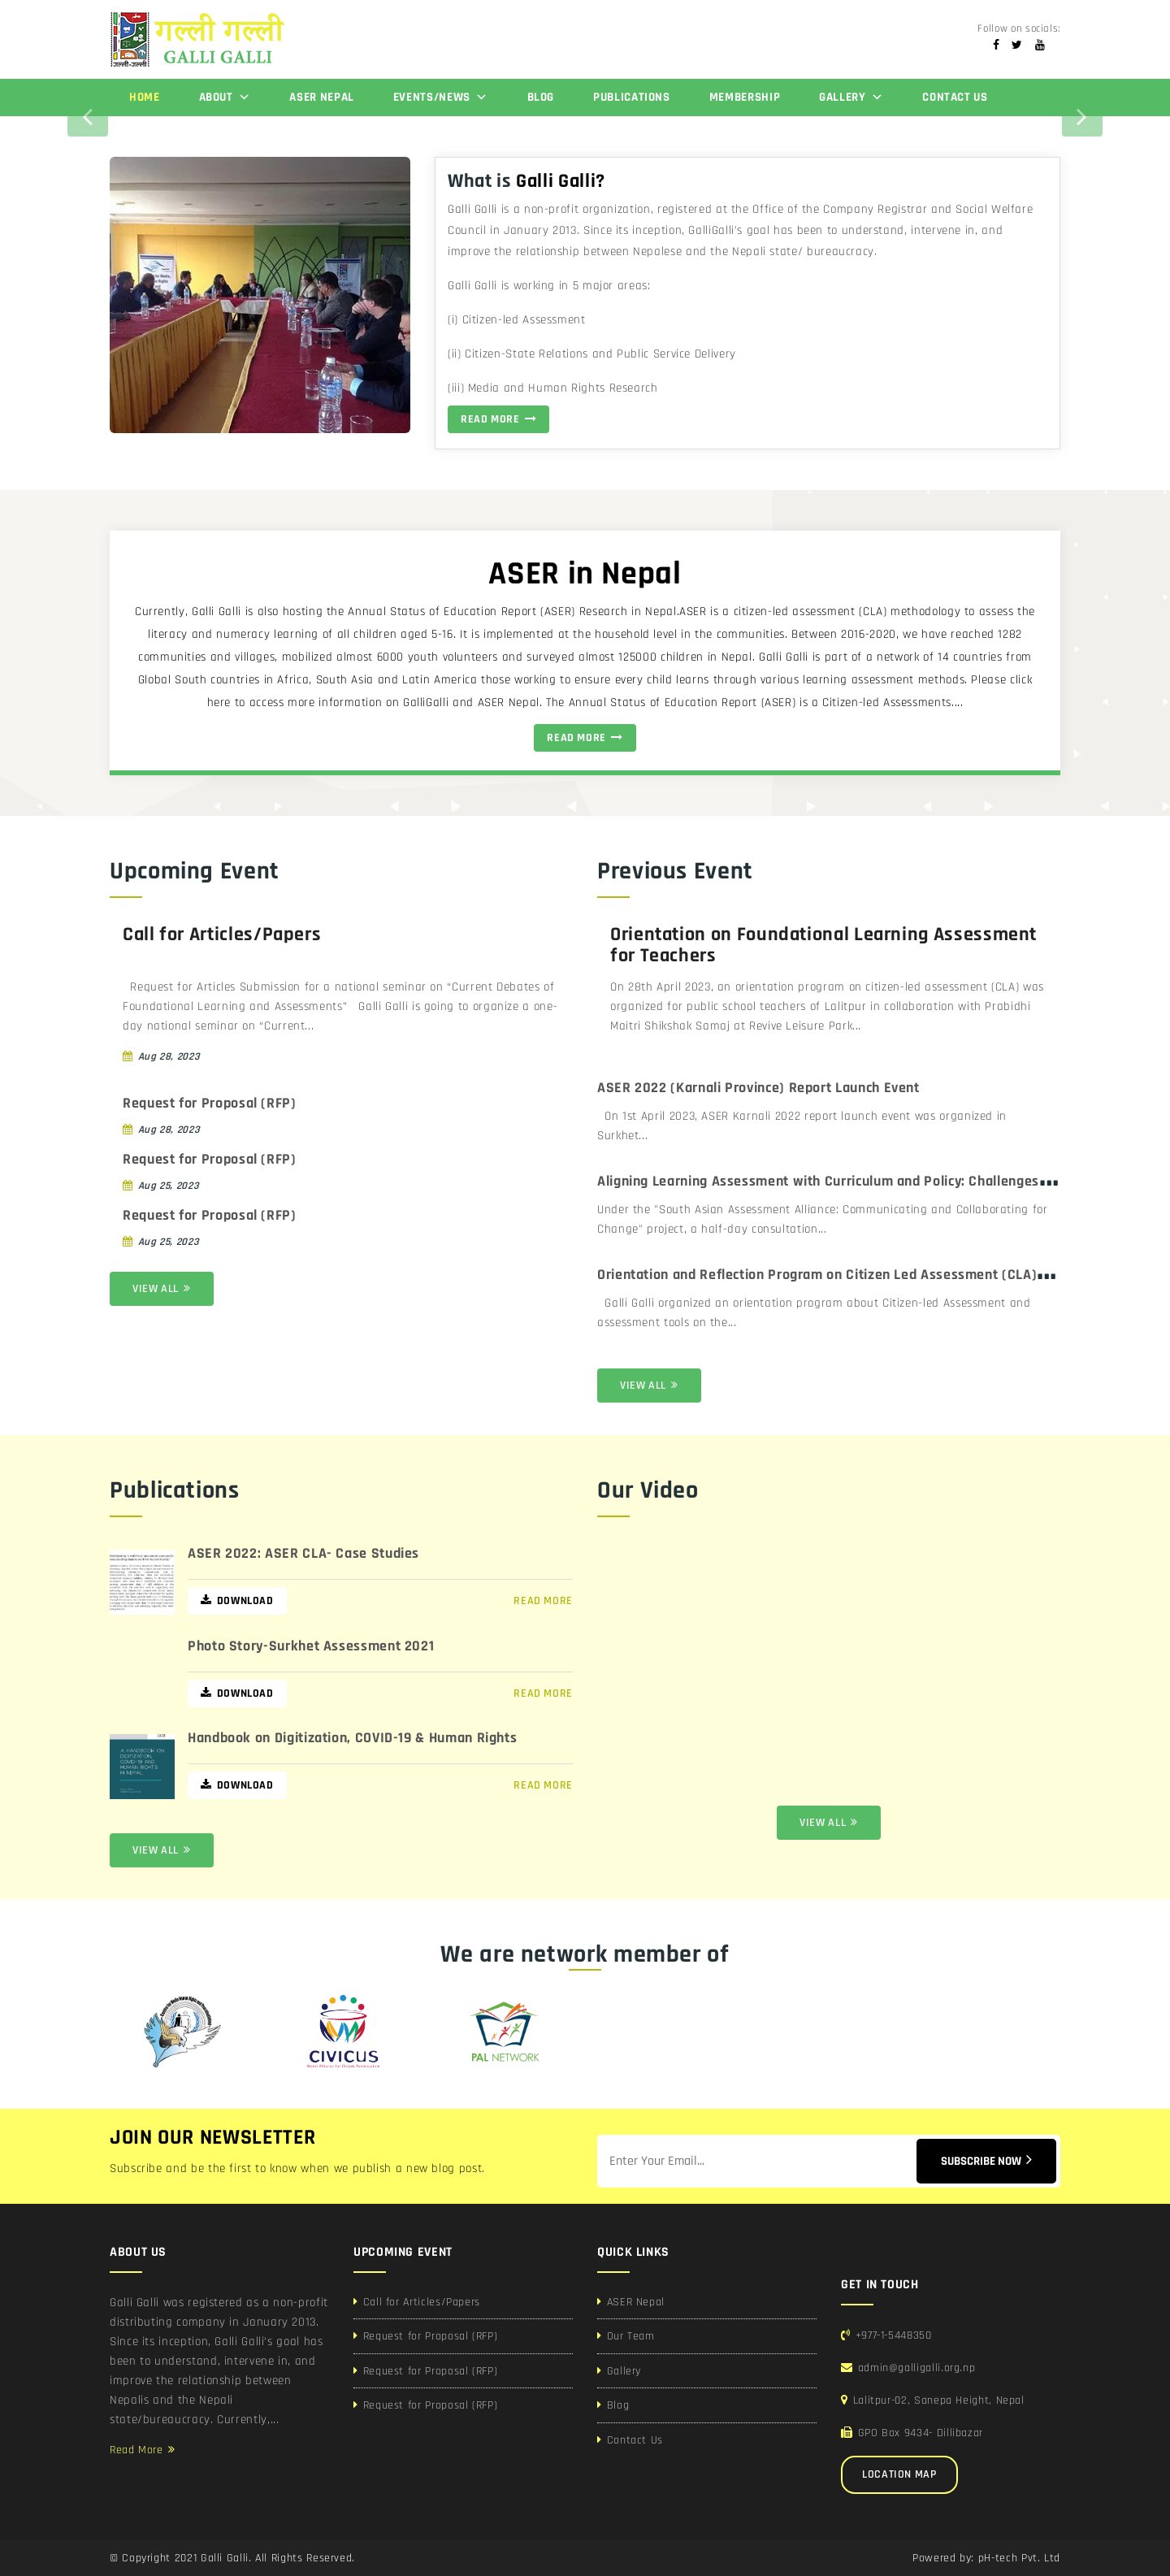 गल्ली गल्ली
GALLI GALLI
गल्ली-गल्ली
Follow on socials:
HOME ABOUT ASER NEPAL EVENTS/NEWS BLOG PUBLICATIONS MEMBERSHIP GALLERY CONTACT US
What is Galli Galli?
Galli Galli is a non-profit organization, registered at the Office of the Company Registrar and Social Welfare
Council in January 2013. Since its inception, GalliGalli's goal has been to understand, intervene in, and
improve the relationship between Nepalese and the Nepali state/ bureaucracy.
Galli Galli is working in 5 major areas:
(i) Citizen-led Assessment
(ii) Citizen-State Relations and Public Service Delivery
(iii) Media and Human Rights Research
READ MORE
ASER in Nepal
Currently, Galli Galli is also hosting the Annual Status of Education Report (ASER) Research in Nepal.ASER is a citizen-led assessment (CLA) methodology to assess the
literacy and numeracy learning of all children aged 5-16. It is implemented at the household level in the communities. Between 2016-2020, we have reached 1282
communities and villages, mobilized almost 6000 youth volunteers and surveyed almost 125000 children in Nepal. Galli Galli is part of a network of 14 countries from
Global South countries in Africa, South Asia and Latin America those working to ensure every child learns through various learning assessment methods. Please click
here to access more information on GalliGalli and ASER Nepal. The Annual Status of Education Report (ASER) is a Citizen-led Assessments....
READ MORE
Upcoming Event
Call for Articles/Papers
Request for Articles Submission for a national seminar on “Current Debates of
Foundational Learning and Assessments” Galli Galli is going to organize a one-
day national seminar on “Current...
Aug 28, 2023
Request for Proposal (RFP)
Aug 28, 2023
Request for Proposal (RFP)
Aug 25, 2023
Request for Proposal (RFP)
Aug 25, 2023
VIEW ALL
Previous Event
Orientation on Foundational Learning Assessment
for Teachers
On 28th April 2023, an orientation program on citizen-led assessment (CLA) was
organized for public school teachers of Lalitpur in collaboration with Prabidhi
Maitri Shikshak Samaj at Revive Leisure Park...
ASER 2022 (Karnali Province) Report Launch Event
On 1st April 2023, ASER Karnali 2022 report launch event was organized in
Surkhet...
Aligning Learning Assessment with Curriculum and Policy: Challenges...
Under the "South Asian Assessment Alliance: Communicating and Collaborating for
Change" project, a half-day consultation...
Orientation and Reflection Program on Citizen Led Assessment (CLA)...
Galli Galli organized an orientation program about Citizen-led Assessment and
assessment tools on the...
VIEW ALL
Publications
ASER 2022: ASER CLA- Case Studies
DOWNLOAD READ MORE
Photo Story-Surkhet Assessment 2021
DOWNLOAD READ MORE
A HANDBOOK ON
DIGITIZATION,
COVID-19 AND
HUMAN RIGHTS
IN NEPAL
Handbook on Digitization, COVID-19 & Human Rights
DOWNLOAD READ MORE
VIEW ALL
Our Video
VIEW ALL
We are network member of
CIVICUS
PAL NETWORK
JOIN OUR NEWSLETTER
Subscribe and be the first to know when we publish a new blog post.
Enter Your Email...
SUBSCRIBE NOW
ABOUT US
Galli Galli was registered as a non-profit
distributing company in January 2013.
Since its inception, Galli Galli's goal has
been to understand, intervene in, and
improve the relationship between
Nepalis and the Nepali
state/bureaucracy. Currently,...
Read More
UPCOMING EVENT
Call for Articles/Papers
Request for Proposal (RFP)
Request for Proposal (RFP)
Request for Proposal (RFP)
QUICK LINKS
ASER Nepal
Our Team
Gallery
Blog
Contact Us
GET IN TOUCH
+977-1-5448350
admin@galligalli.org.np
Lalitpur-02, Sanepa Height, Nepal
GPO Box 9434- Dillibazar
LOCATION MAP
© Copyright 2021 Galli Galli. All Rights Reserved.
Powered by: pH-tech Pvt. Ltd